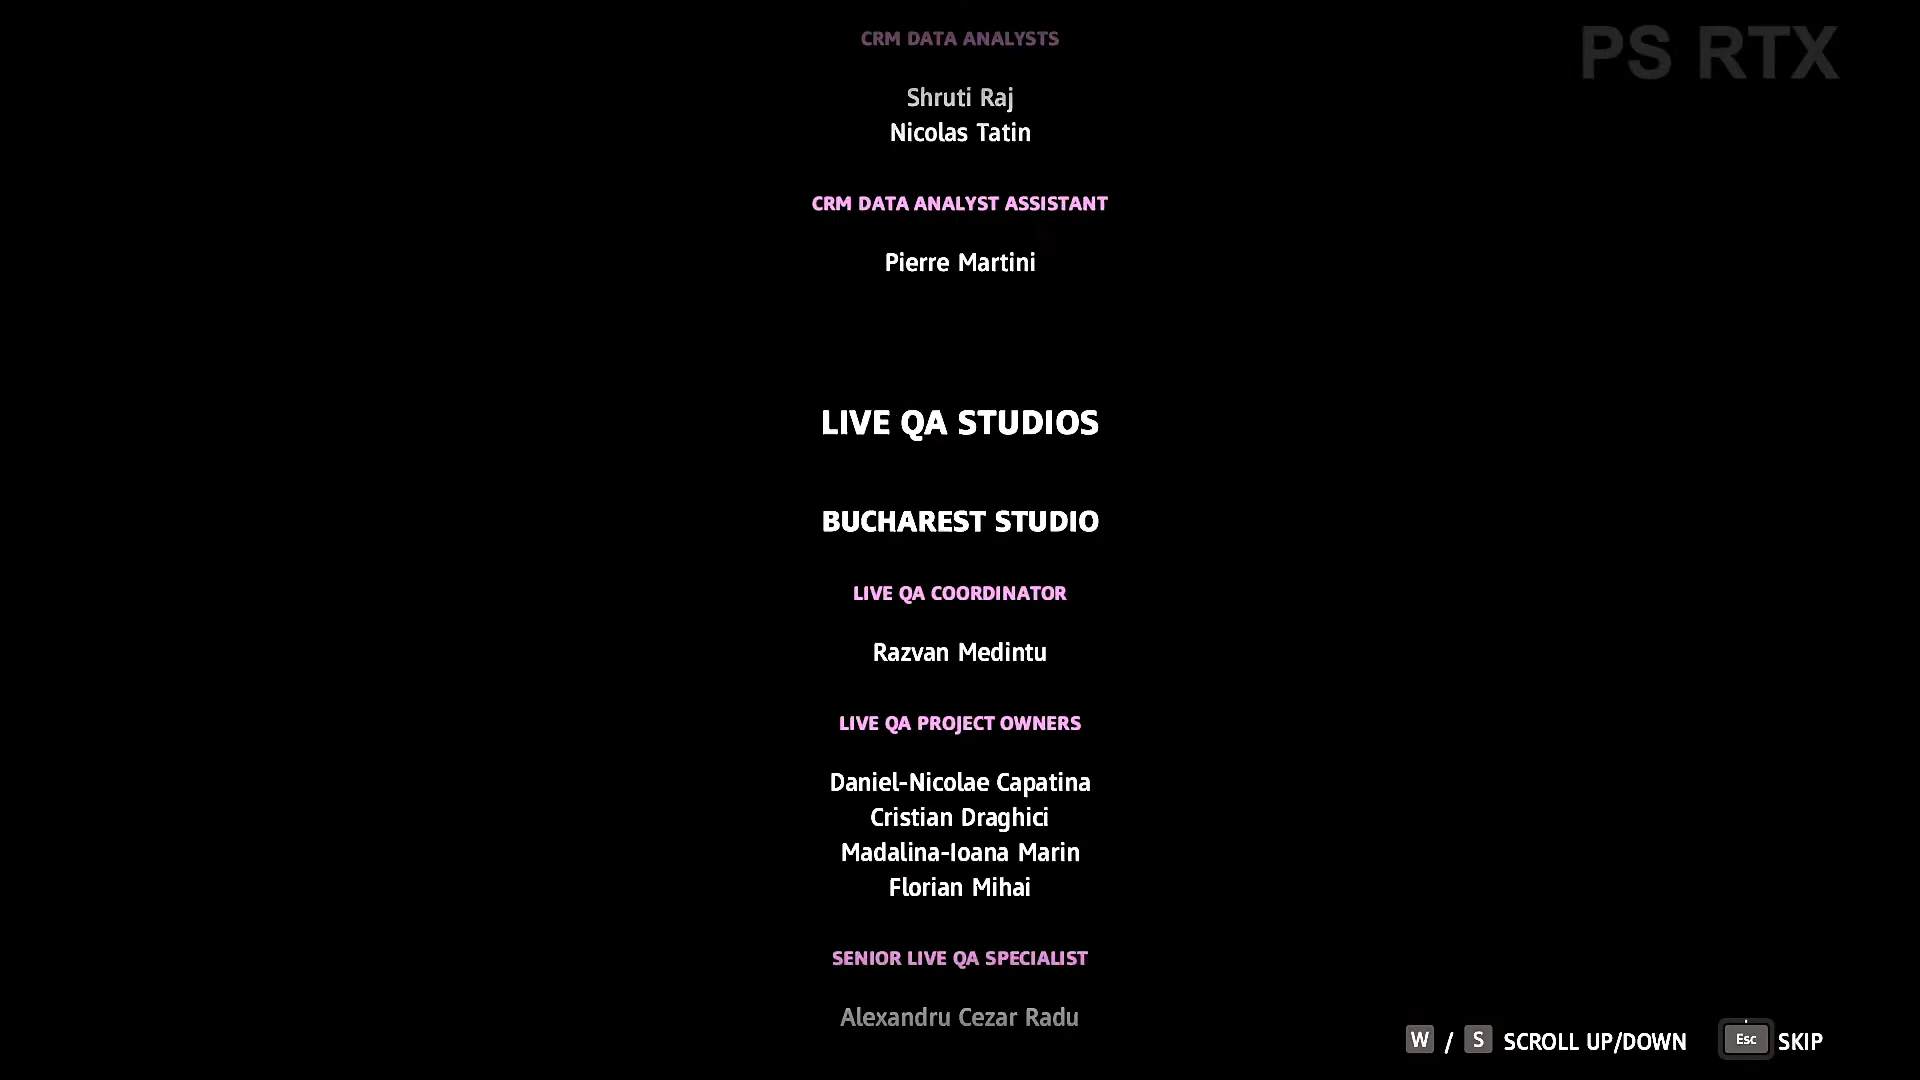 CRM DATA ANALYSTS
PS RTX
Shruti Raj
Nicolas Tatin
CRM DATA ANALYST ASSISTANT
Pierre Martini
LIVE QA STUDIOS
BUCHAREST STUDIO
LIVE QA COORDINATOR
Razvan Medintu
LIVE QA PROJECT OWNERS
Daniel-Nicolae Capatina
Cristian Draghici
Madalina-Ioana Marin
Florian Mihai
SENIOR LIVE QA SPECIALIST
Alexandru Cezar Radu
W / S SCROLL UP/DOWN Esc SKIP